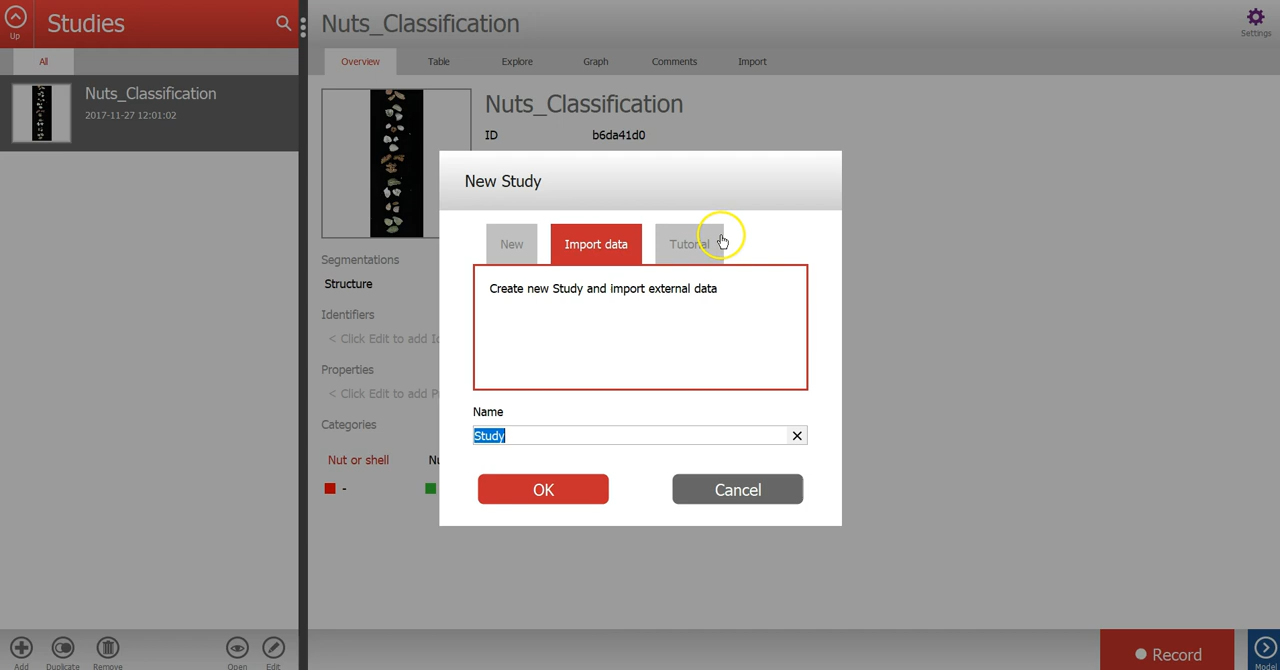 Up
Studies
Nuts_Classification
Settings
All
Overview
Table
Explore
Graph
Comments
Import
Nuts_Classification
2017-11-27 12:01:02
Nuts_Classification
ID
b6da41d0
New Study
New
Import data
Tutorial
Create new Study and import external data
Segmentations
Structure
Identifiers
< Click Edit to add
Properties
< Click Edit to add
Categories
Nut or shell
-
Name
Study
OK
Cancel
Add
Duplicate
Remove
Open
Edit
Record
Model